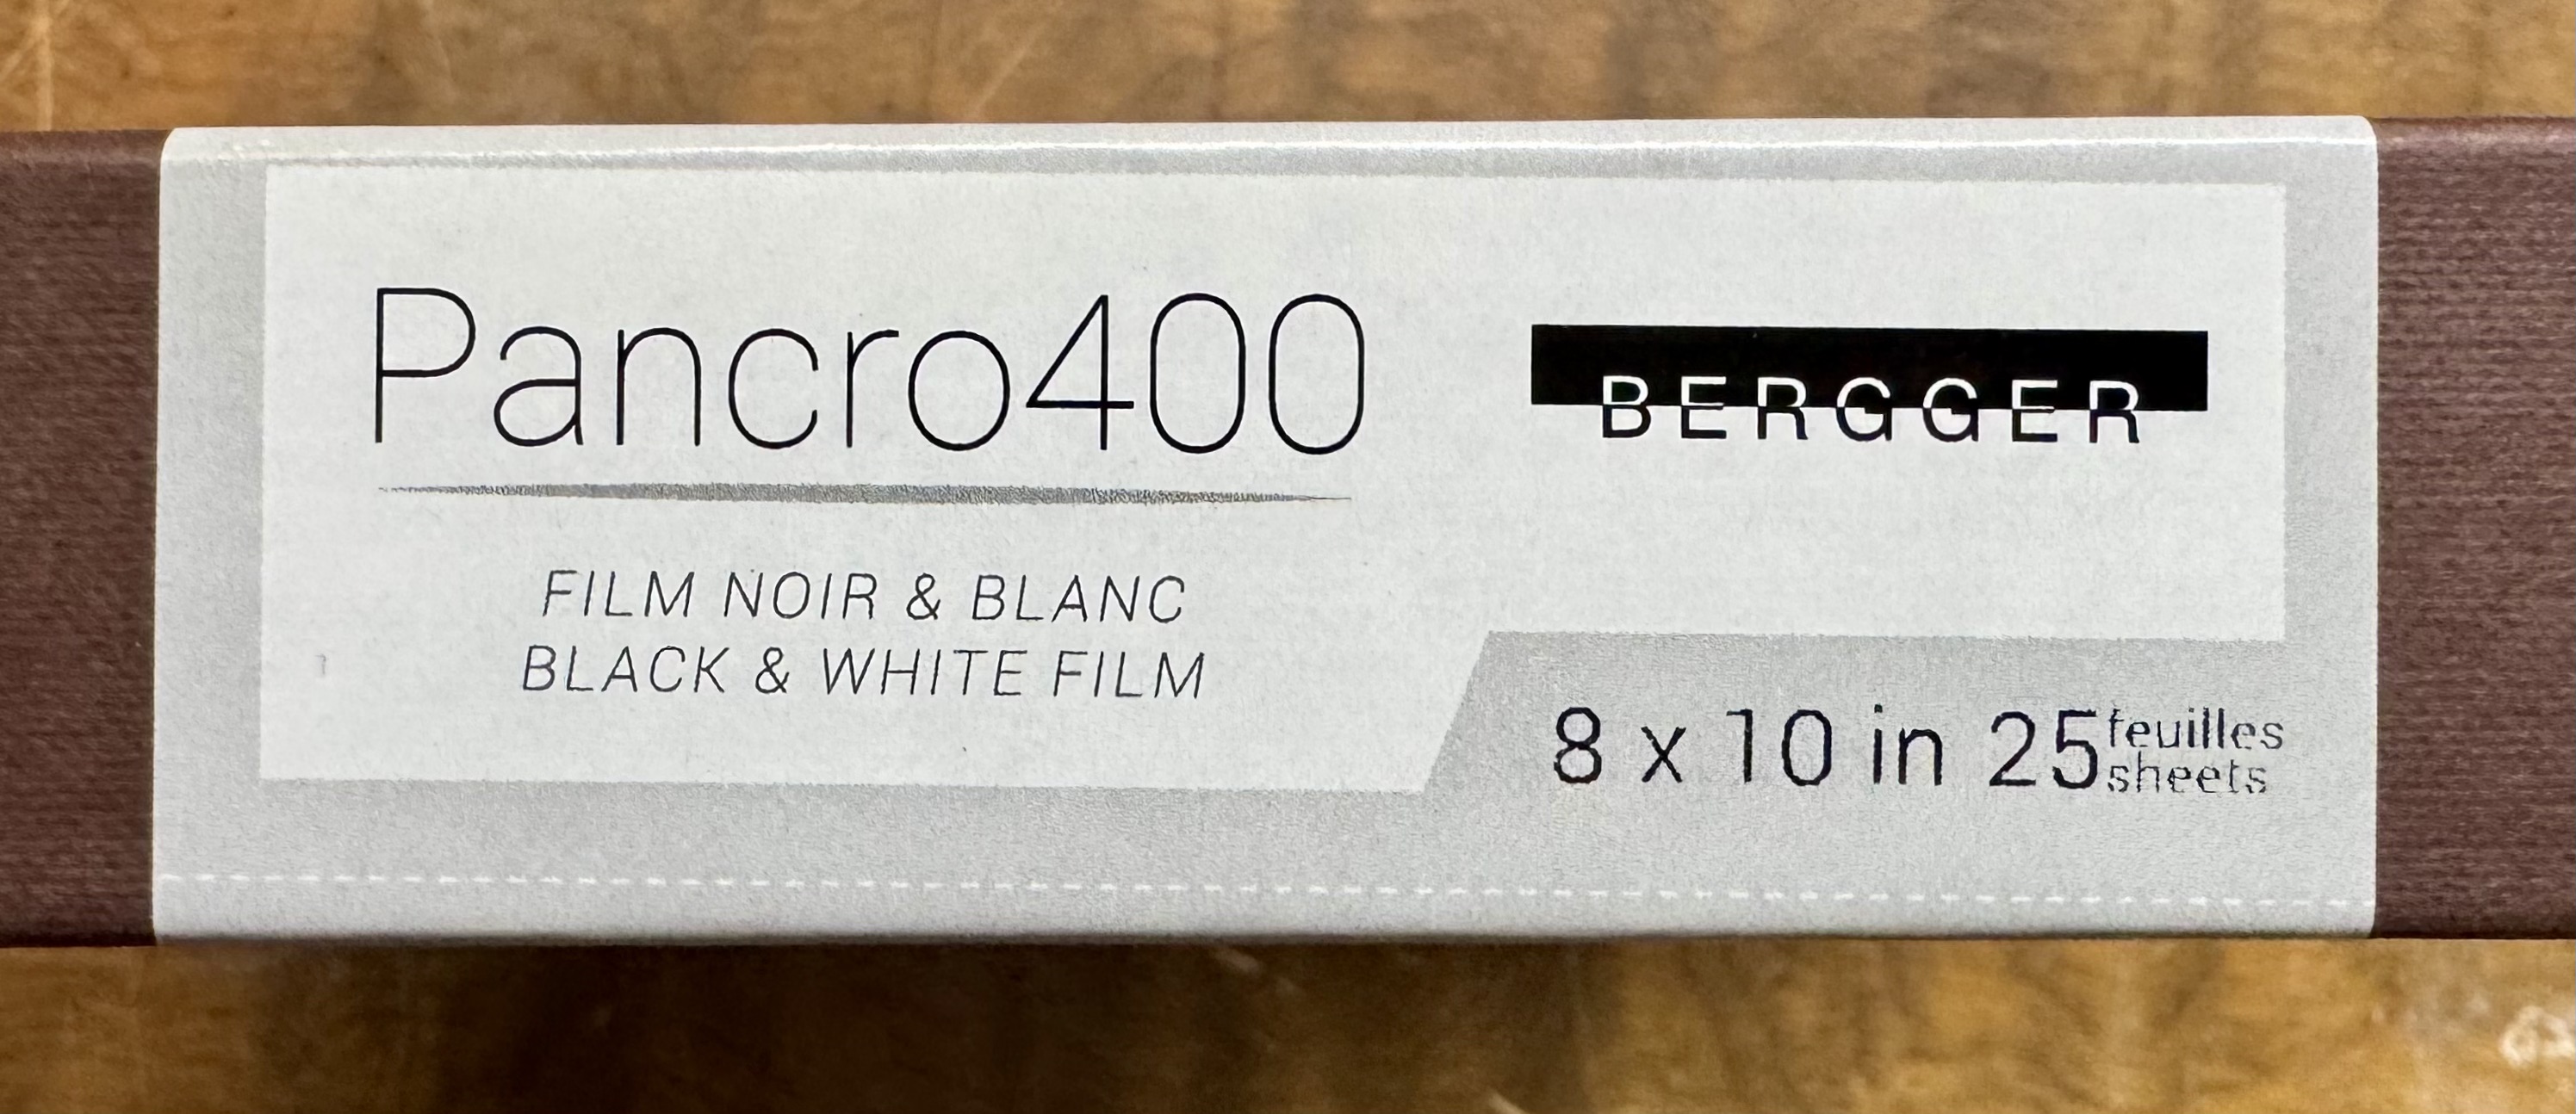 Pancro400
BERGGER
FILM NOIR & BLANC
BLACK & WHITE FILM
8 x 10 in 25 feuilles
sheets